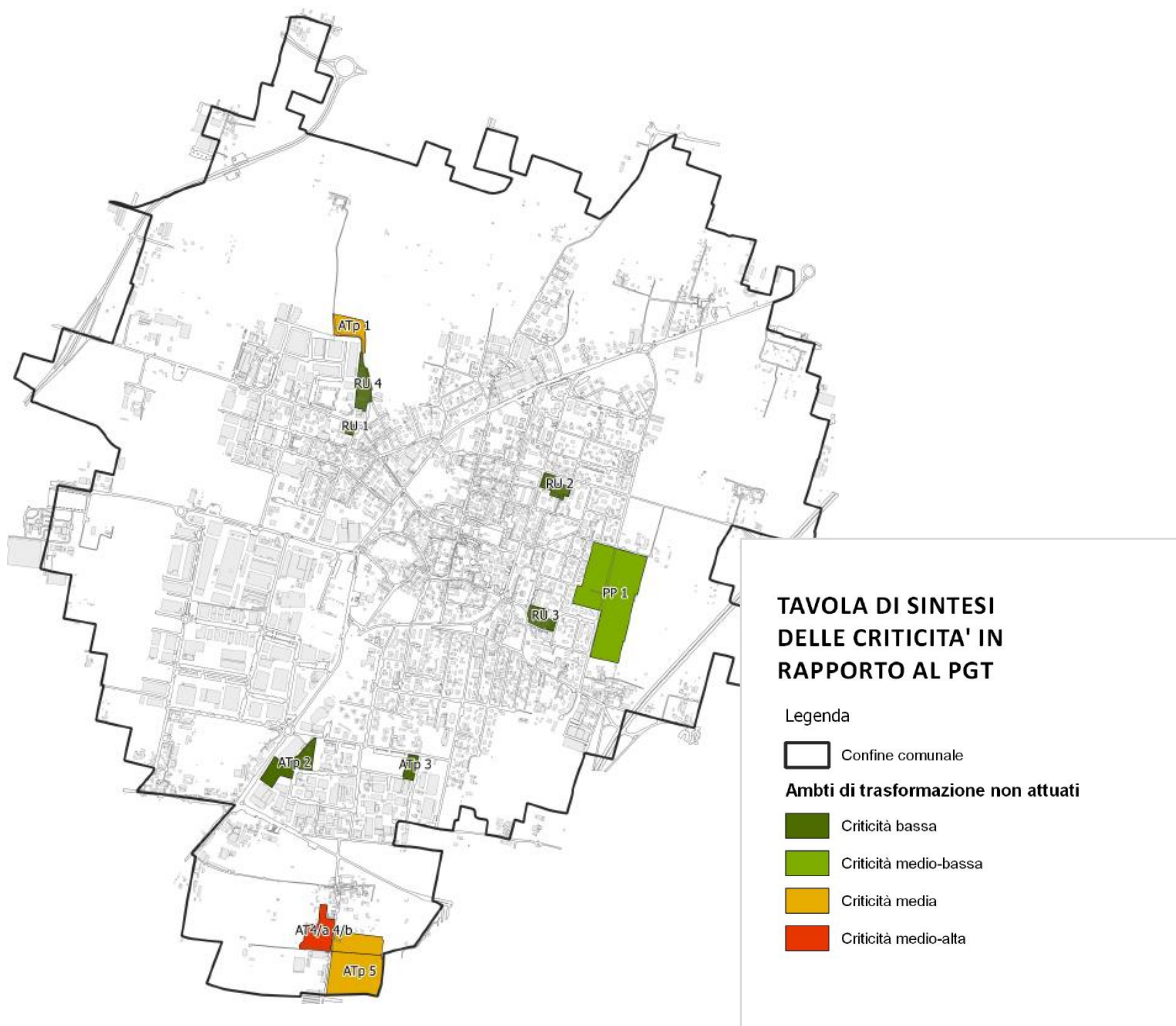 ATp 1
RU 4
RU 1
RU 2
PP 1
RU 3
ATp 2
ATp 3
AT4/a 4/b
ATp 5
TAVOLA DI SINTESI
DELLE CRITICITA' IN
RAPPORTO AL PGT
Legenda
Confine comunale
Ambiti di trasformazione non attuati
Criticità bassa
Criticità medio-bassa
Criticità media
Criticità medio-alta